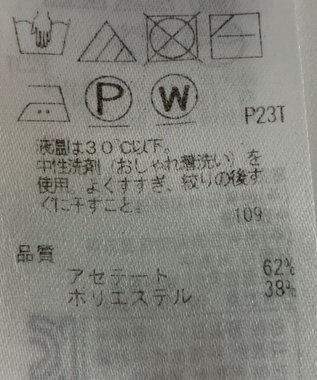 P W
P23T
液温は30℃以下。
中性洗剤（おしゃれ着洗い）を
使用。よくすすぎ、絞りの後す
ぐに干すこと。
109
品質
アセテート 62%
ポリエステル 38%